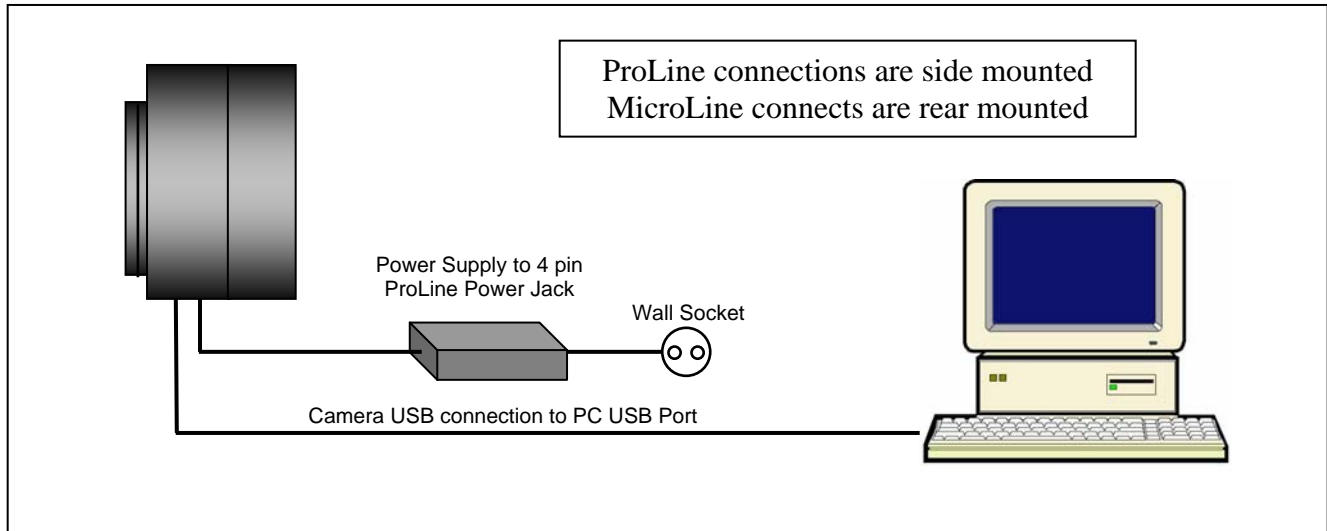 ProLine connections are side mounted
MicroLine connects are rear mounted
Power Supply to 4 pin
ProLine Power Jack
Wall Socket
Camera USB connection to PC USB Port